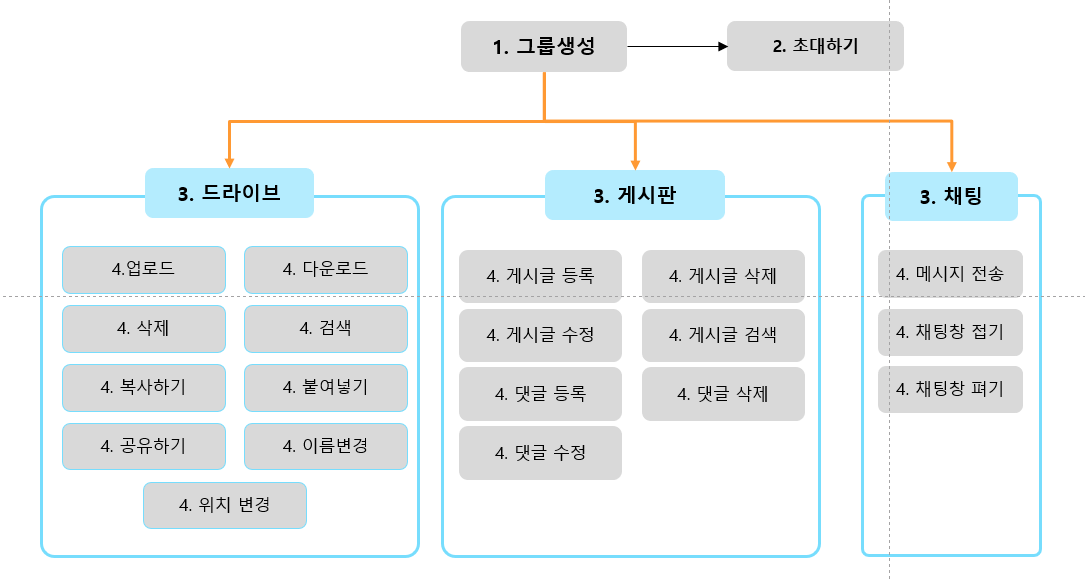 1. 그룹생성
2. 초대하기
3. 드라이브
4.업로드
4. 다운로드
4. 삭제
4. 검색
4. 복사하기
4. 붙여넣기
4. 공유하기
4. 이름변경
4. 위치 변경
3. 게시판
4. 게시글 등록
4. 게시글 삭제
4. 게시글 수정
4. 게시글 검색
4. 댓글 등록
4. 댓글 삭제
4. 댓글 수정
3. 채팅
4. 메시지 전송
4. 채팅창 접기
4. 채팅창 펴기